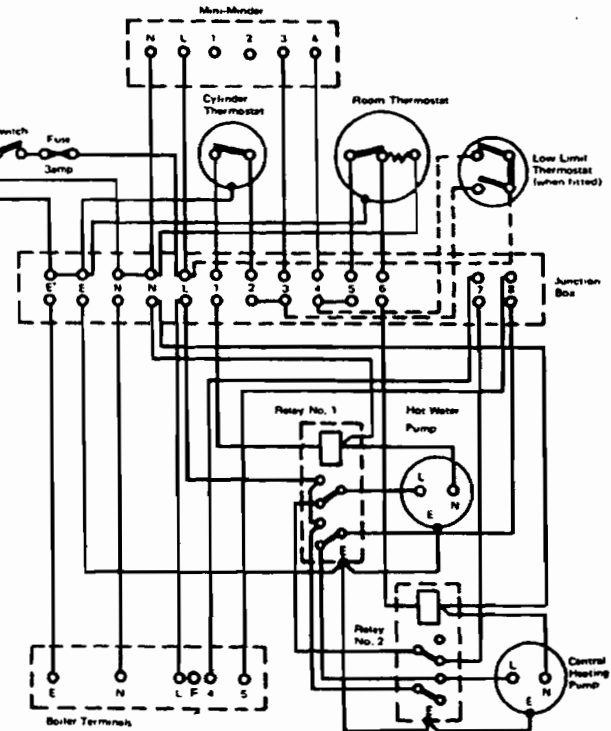 Mini-Minder
N L 1 2 3 4
Cylinder
Thermostat
Room Thermostat
witch
Fuse
3amp
Low Limit
Thermostat
(when fitted)
E' E N N L 1 2 3 4 5 6 7 8
Junction
Box
Relay No. 1
Hot Water
Pump
L N
E
E
Relay
No. 2
L N
E
Central
Heating
Pump
E
E N L F 4 5
Boiler Terminals